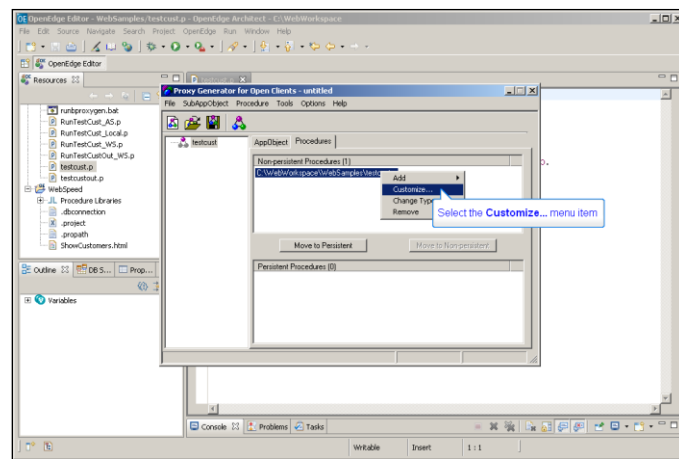 OpenEdge Editor - WebSamples/testcust.p - OpenEdge Architect - C:\WebWorkspace
File Edit Source Navigate Search Project OpenEdge Run Window Help
OpenEdge Editor
Resources
testcust.p
runbproxygen.bat
RunTestCust_AS.p
RunTestCust_Local.p
RunTestCust_WS.p
RunTestCustOut_WS.p
testcust.p
testcustout.p
WebSpeed
Procedure Libraries
.dbconnection
.project
.propath
ShowCustomers.html
Outline
DB S...
Prop...
Variables
Proxy Generator for Open Clients - untitled
File SubAppObject Procedure Tools Options Help
testcust
AppObject
Procedures
Non-persistent Procedures (1)
C:\WebWorkspace\WebSamples\testc
Add
Customize...
Change Type
Remove
Select the Customize... menu item
Move to Persistent
Move to Non-persistent
Persistent Procedures (0)
p.
Console
Problems
Tasks
Writable
Insert
1 : 1